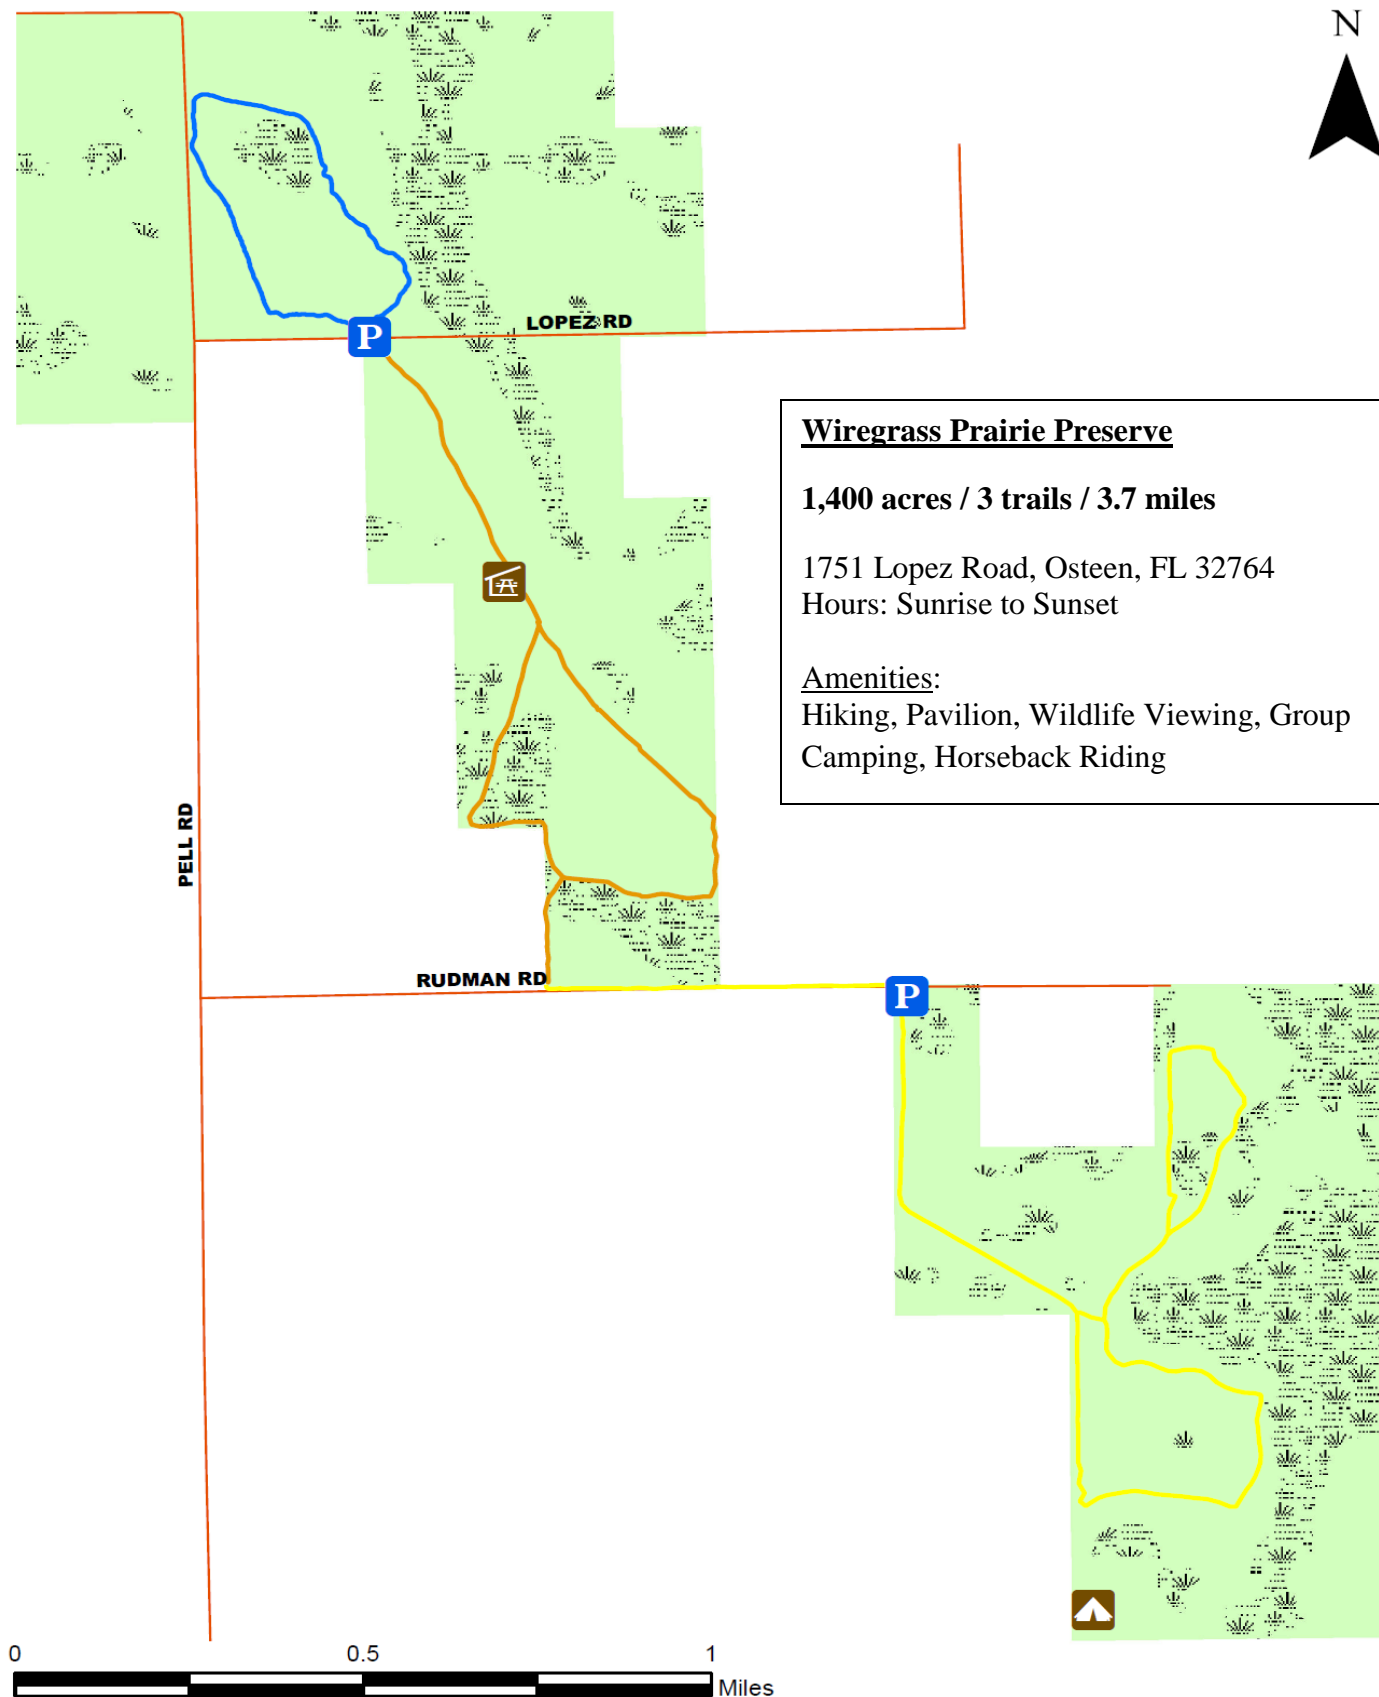 N
LOPEZ RD
Wiregrass Prairie Preserve
1,400 acres / 3 trails / 3.7 miles
1751 Lopez Road, Osteen, FL 32764
Hours: Sunrise to Sunset
Amenities:
Hiking, Pavilion, Wildlife Viewing, Group
Camping, Horseback Riding
P
PELL RD
RUDMAN RD
P
0 0.5 1
Miles